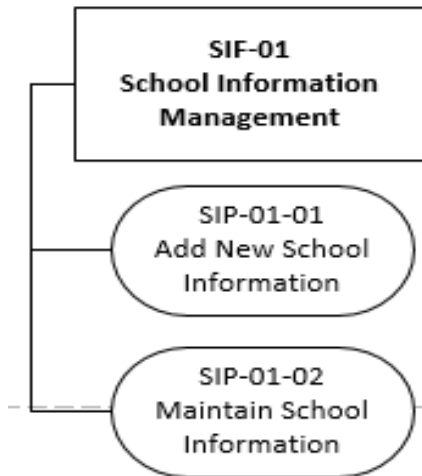 SIF-01
School Information
Management
SIP-01-01
Add New School
Information
SIP-01-02
Maintain School
Information